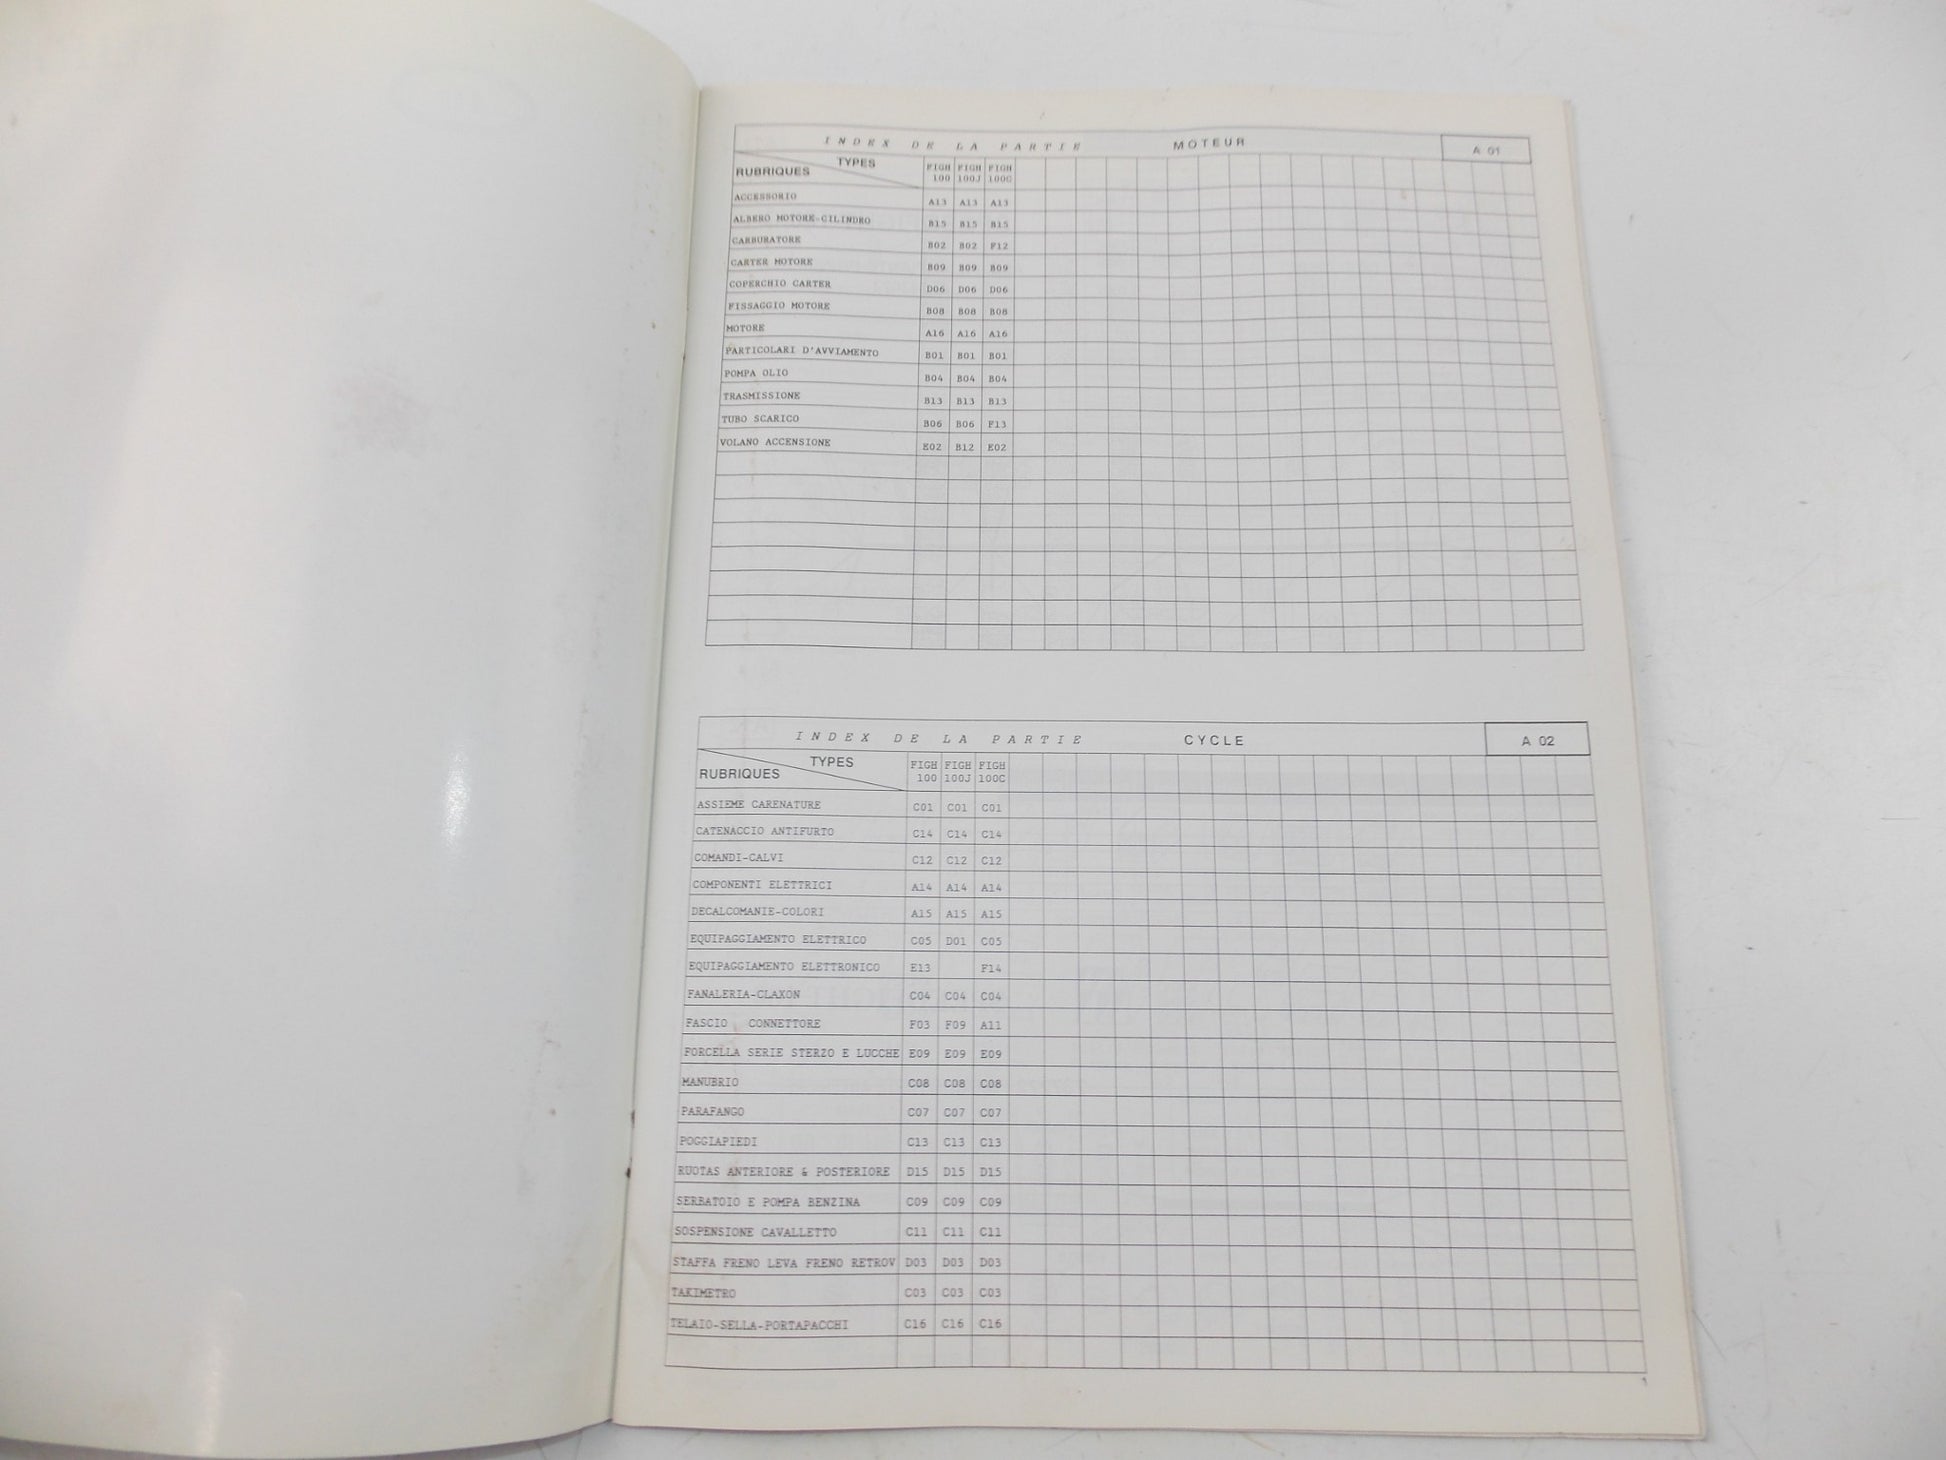 INDEX DE LA PARTIE MOTEUR A 01
TYPES
RUBRIQUES
FIGH FIGH FIGH
100 100J 100C
ACCESSORIO A13 A13 A13
ALBERO MOTORE-CILINDRO B15 B15 B15
CARBURATORE B02 B02 F12
CARTER MOTORE B09 B09 B09
COPERCHIO CARTER D06 D06 D06
FISSAGGIO MOTORE B08 B08 B08
MOTORE A16 A16 A16
PARTICOLARI D'AVVIAMENTO B01 B01 B01
POMPA OLIO B04 B04 B04
TRASMISSIONE B13 B13 B13
TUBO SCARICO B06 B06 F13
VOLANO ACCENSIONE E02 B12 E02
INDEX DE LA PARTIE CYCLE A 02
TYPES
RUBRIQUES
FIGH FIGH FIGH
100 100J 100C
ASSIEME CARENATURE C01 C01 C01
CATENACCIO ANTIFURTO C14 C14 C14
COMANDI-CALVI C12 C12 C12
COMPONENTI ELETTRICI A14 A14 A14
DECALCOMANIE-COLORI A15 A15 A15
EQUIPAGGIAMENTO ELETTRICO C05 D01 C05
EQUIPAGGIAMENTO ELETTRONICO E13 F14
FANALERIA-CLAXON C04 C04 C04
FASCIO CONNETTORE F03 F09 A11
FORCELLA SERIE STERZO E LUCCHE E09 E09 E09
MANUBRIO C08 C08 C08
PARAFANGO C07 C07 C07
POGGIAPIEDI C13 C13 C13
RUOTAS ANTERIORE & POSTERIORE D15 D15 D15
SERBATOIO E POMPA BENZINA C09 C09 C09
SOSPENSIONE CAVALLETTO C11 C11 C11
STAFFA FRENO LEVA FRENO RETROV D03 D03 D03
TAKIMETRO C03 C03 C03
TELAIO-SELLA-PORTAPACCHI C16 C16 C16
1